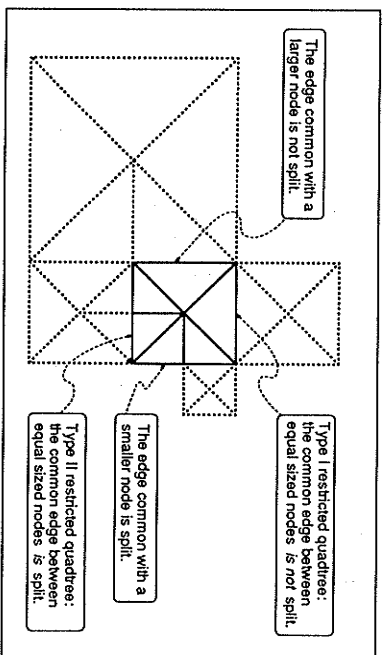 The edge common with a
larger node is not split.
Type I restricted quadtree:
the common edge between
equal sized nodes is not split.
The edge common with a
smaller node is split.
Type II restricted quadtree:
the common edge between
equal sized nodes is split.